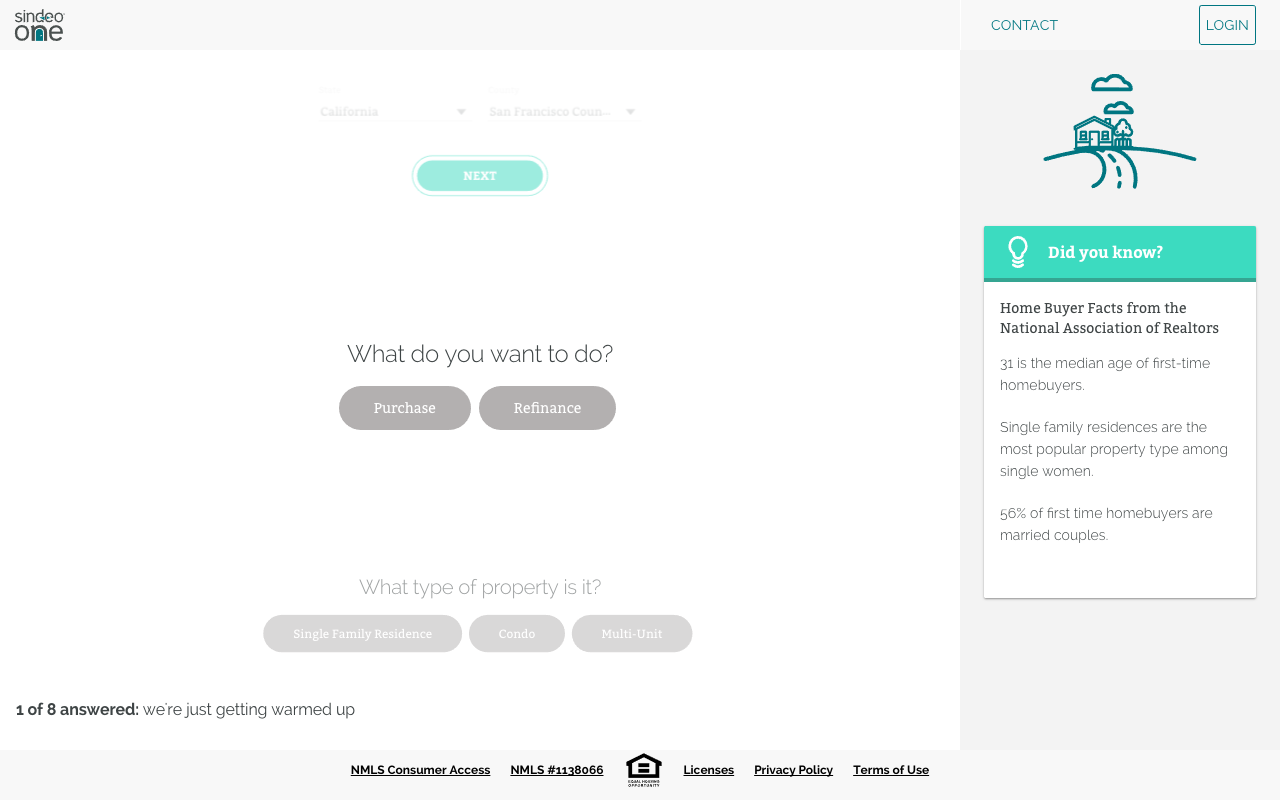 sindeo
one
CONTACT
LOGIN
California
San Francisco Coun...
NEXT
What do you want to do?
Purchase
Refinance
What type of property is it?
Single Family Residence
Condo
Multi-Unit
1 of 8 answered: we're just getting warmed up
Did you know?
Home Buyer Facts from the
National Association of Realtors
31 is the median age of first-time
homebuyers.
Single family residences are the
most popular property type among
single women.
56% of first time homebuyers are
married couples.
NMLS Consumer Access
NMLS #1138066
EQUAL HOUSING
OPPORTUNITY
Licenses
Privacy Policy
Terms of Use